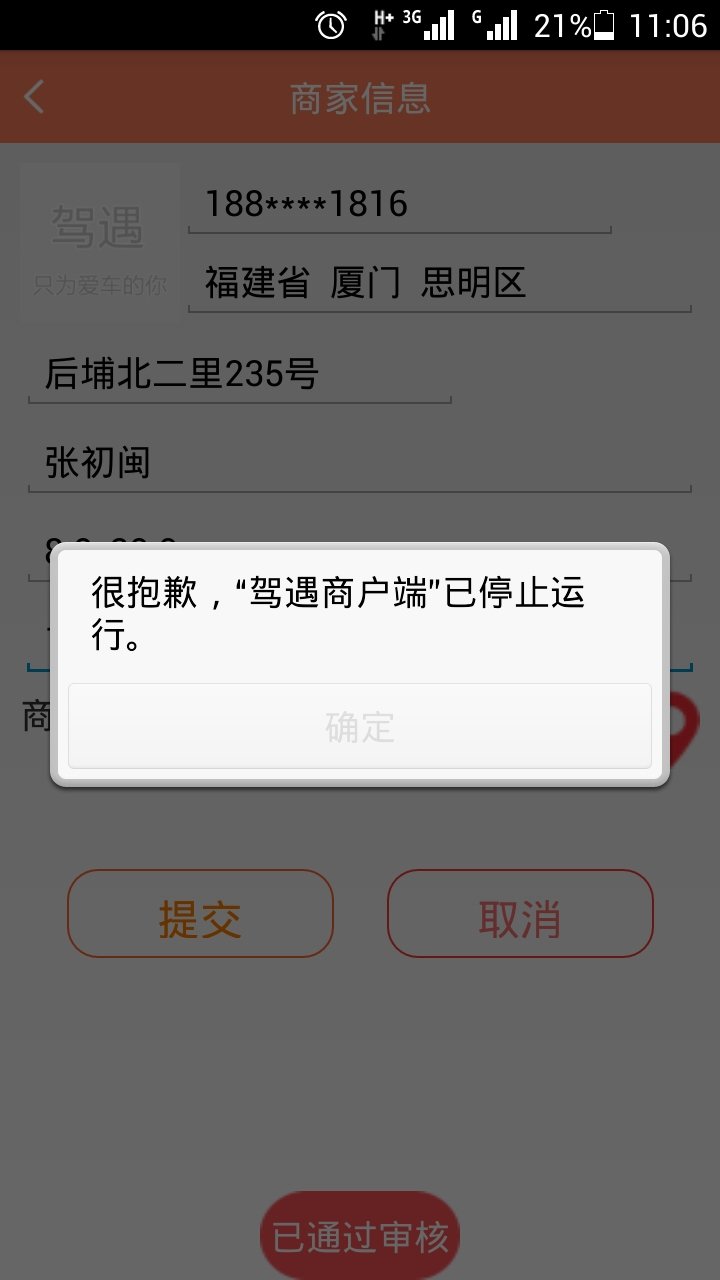 H+ 3G G 21% 11:06
商家信息
驾遇
只为爱车的你
188****1816
福建省 厦门 思明区
后埔北二里235号
张初闽
很抱歉，“驾遇商户端”已停止运
行。
确定
商
提交
取消
已通过审核